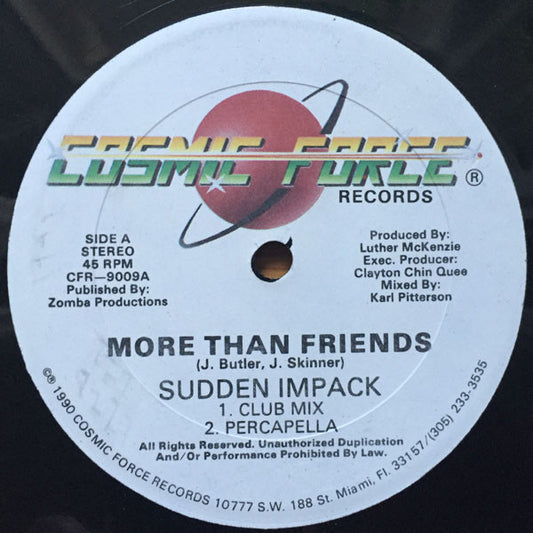 COSMIC FORCE ®
RECORDS
SIDE A
STEREO
45 RPM
CFR—9009A
Published By:
Zomba Productions
Produced By:
Luther McKenzie
Exec. Producer:
Clayton Chin Quee
Mixed By:
Karl Pitterson
MORE THAN FRIENDS
(J. Butler, J. Skinner)
SUDDEN IMPACK
1. CLUB MIX
2. PERCAPELLA
All Rights Reserved. Unauthorized Duplication
And/Or Performance Prohibited By Law.
©℗ 1990 COSMIC FORCE RECORDS 10777 S.W. 188 St. Miami, Fl. 33157/(305) 233-3535